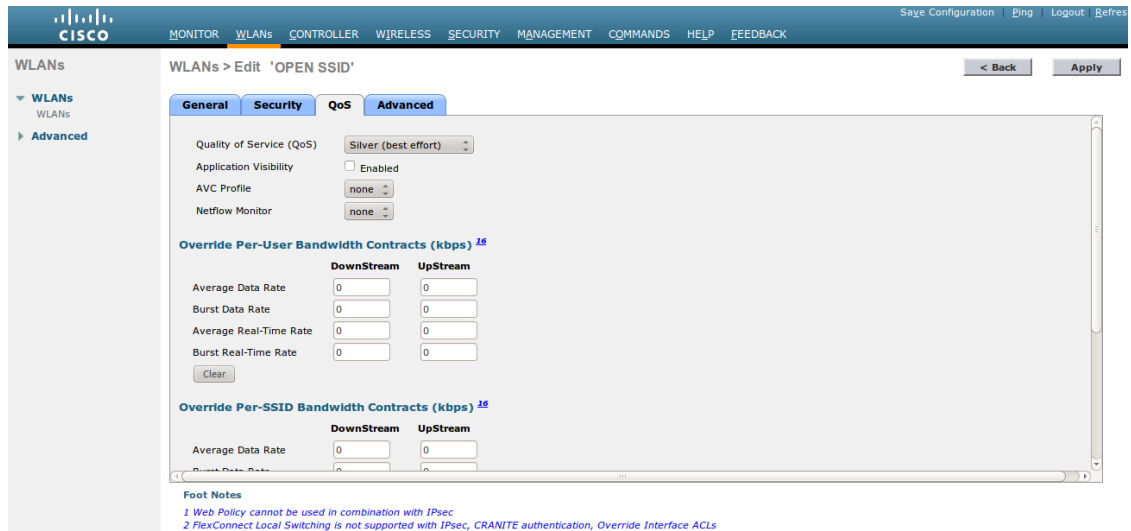 Save Configuration | Ping | Logout | Refres
CISCO
MONITOR WLANs CONTROLLER WIRELESS SECURITY MANAGEMENT COMMANDS HELP FEEDBACK
WLANs
WLANs > Edit 'OPEN SSID'
< Back
Apply
WLANs
WLANs
Advanced
General Security QoS Advanced
Quality of Service (QoS) Silver (best effort)
Application Visibility Enabled
AVC Profile none
Netflow Monitor none
Override Per-User Bandwidth Contracts (kbps) 16
DownStream UpStream
Average Data Rate 0 0
Burst Data Rate 0 0
Average Real-Time Rate 0 0
Burst Real-Time Rate 0 0
Clear
Override Per-SSID Bandwidth Contracts (kbps) 16
DownStream UpStream
Average Data Rate 0 0
Burst Data Rate 0 0
Foot Notes
1 Web Policy cannot be used in combination with IPsec
2 FlexConnect Local Switching is not supported with IPsec, CRANITE authentication, Override Interface ACLs